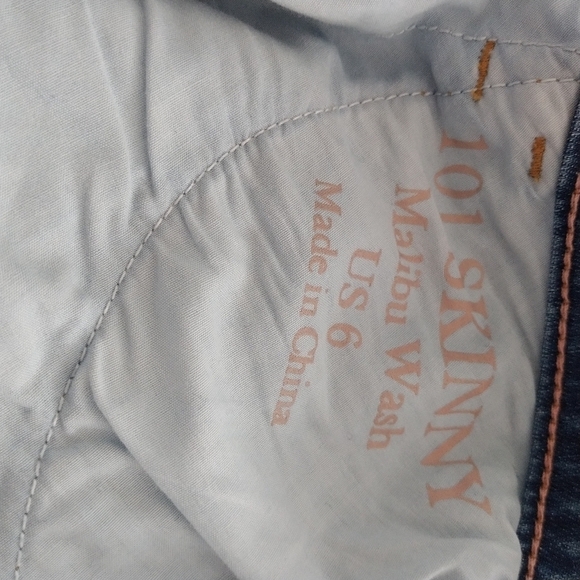 101 SKINNY
Malibu Wash
US 6
Made in China